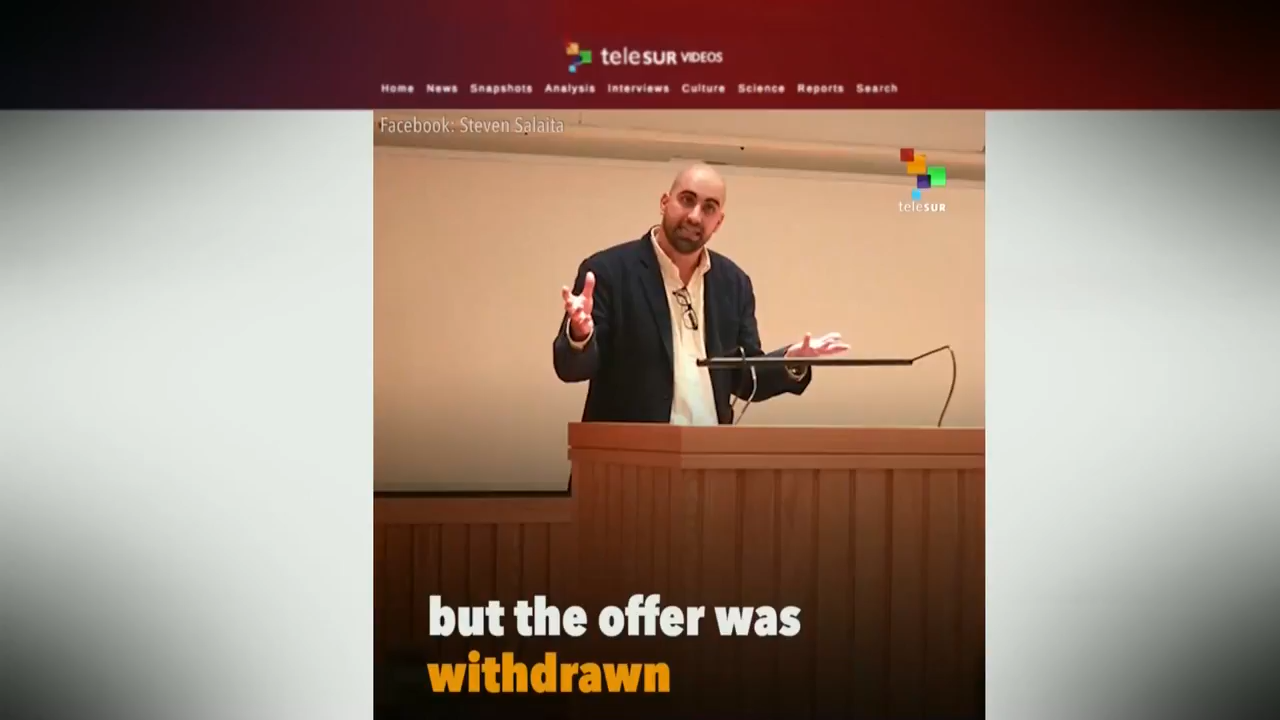 teleSUR VIDEOS
Home News Snapshots Analysis Interviews Culture Science Reports Search
Facebook: Steven Salaita
teleSUR
but the offer was
withdrawn